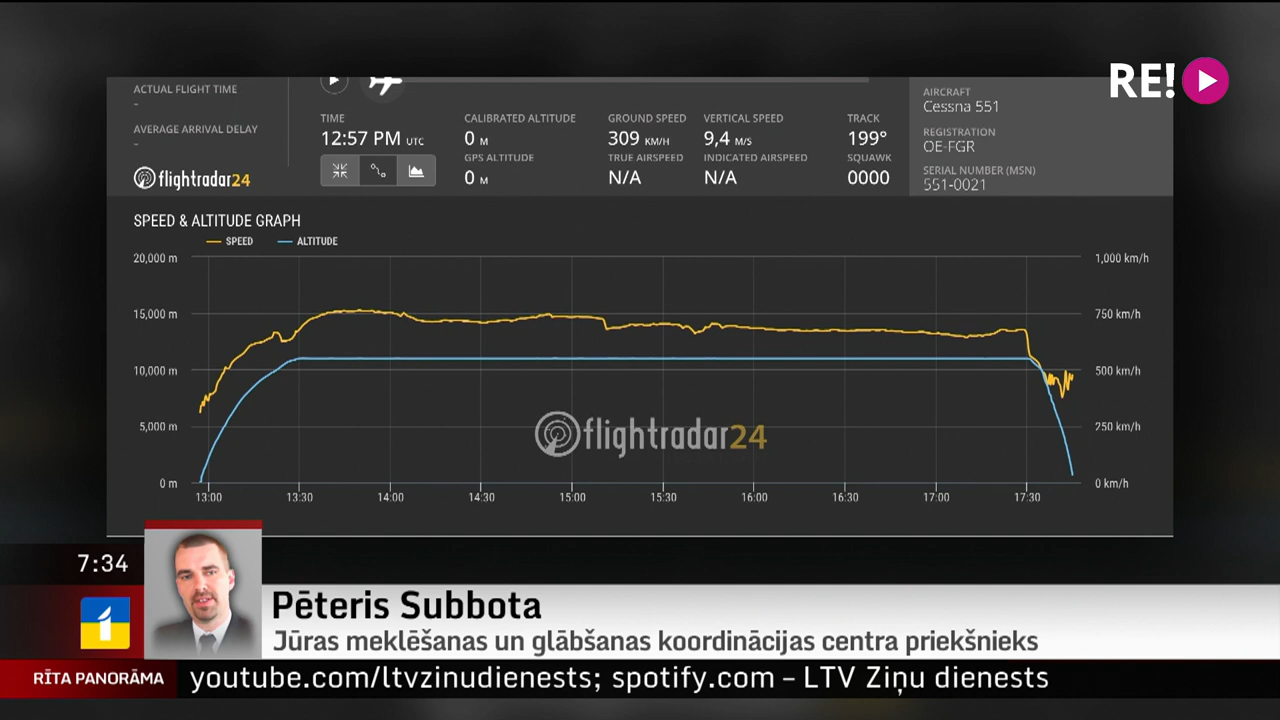 RE!
ACTUAL FLIGHT TIME
-
AVERAGE ARRIVAL DELAY
-
flightradar24
TIME
12:57 PM UTC
CALIBRATED ALTITUDE
0 M
GPS ALTITUDE
0 M
GROUND SPEED
309 KM/H
TRUE AIRSPEED
N/A
VERTICAL SPEED
9,4 M/S
INDICATED AIRSPEED
N/A
TRACK
199°
SQUAWK
0000
AIRCRAFT
Cessna 551
REGISTRATION
OE-FGR
SERIAL NUMBER (MSN)
551-0021
SPEED & ALTITUDE GRAPH
SPEED ALTITUDE
20,000 m 1,000 km/h
15,000 m 750 km/h
10,000 m 500 km/h
5,000 m 250 km/h
0 m 0 km/h
flightradar24
13:00 13:30 14:00 14:30 15:00 15:30 16:00 16:30 17:00 17:30
7:34
1
Pēteris Subbota
Jūras meklēšanas un glābšanas koordinācijas centra priekšnieks
RĪTA PANORĀMA
youtube.com/ltvzinudienests; spotify.com – LTV Ziņu dienests